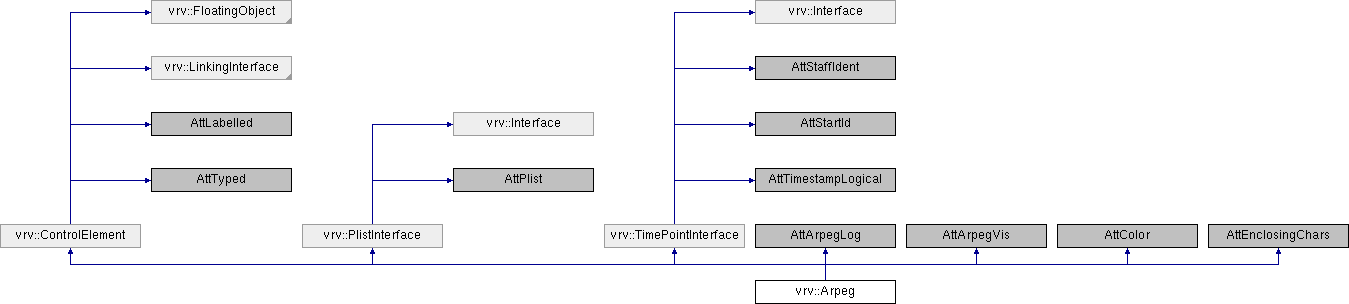 vrv::FloatingObject
vrv::Interface
vrv::LinkingInterface
AttStaffIdent
AttLabelled
vrv::Interface
AttStartId
AttTyped
AttPlist
AttTimestampLogical
vrv::ControlElement
vrv::PlistInterface
vrv::TimePointInterface
AttArpegLog
AttArpegVis
AttColor
AttEnclosingChars
vrv::Arpeg